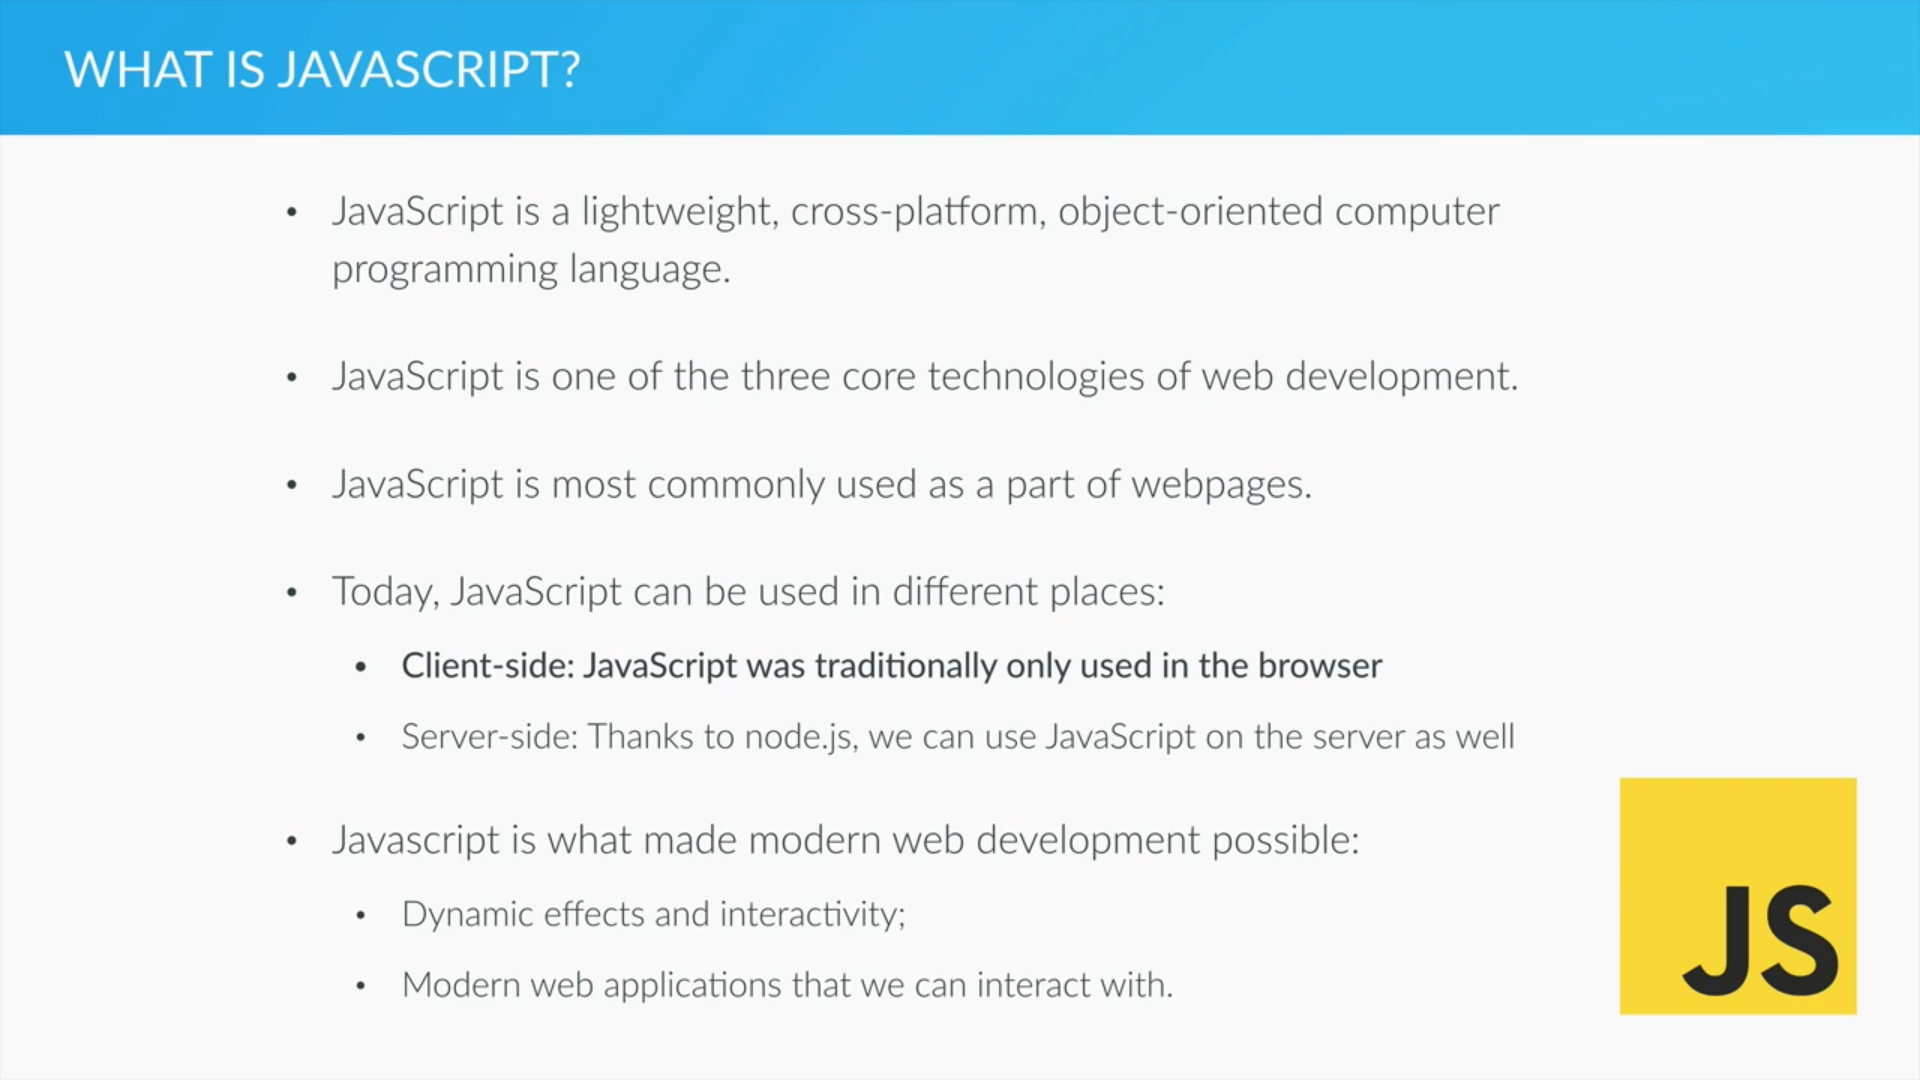 WHAT IS JAVASCRIPT?
• JavaScript is a lightweight, cross-platform, object-oriented computer
programming language.
• JavaScript is one of the three core technologies of web development.
• JavaScript is most commonly used as a part of webpages.
• Today, JavaScript can be used in different places:
• Client-side: JavaScript was traditionally only used in the browser
• Server-side: Thanks to node.js, we can use JavaScript on the server as well
• Javascript is what made modern web development possible:
• Dynamic effects and interactivity;
• Modern web applications that we can interact with.
JS